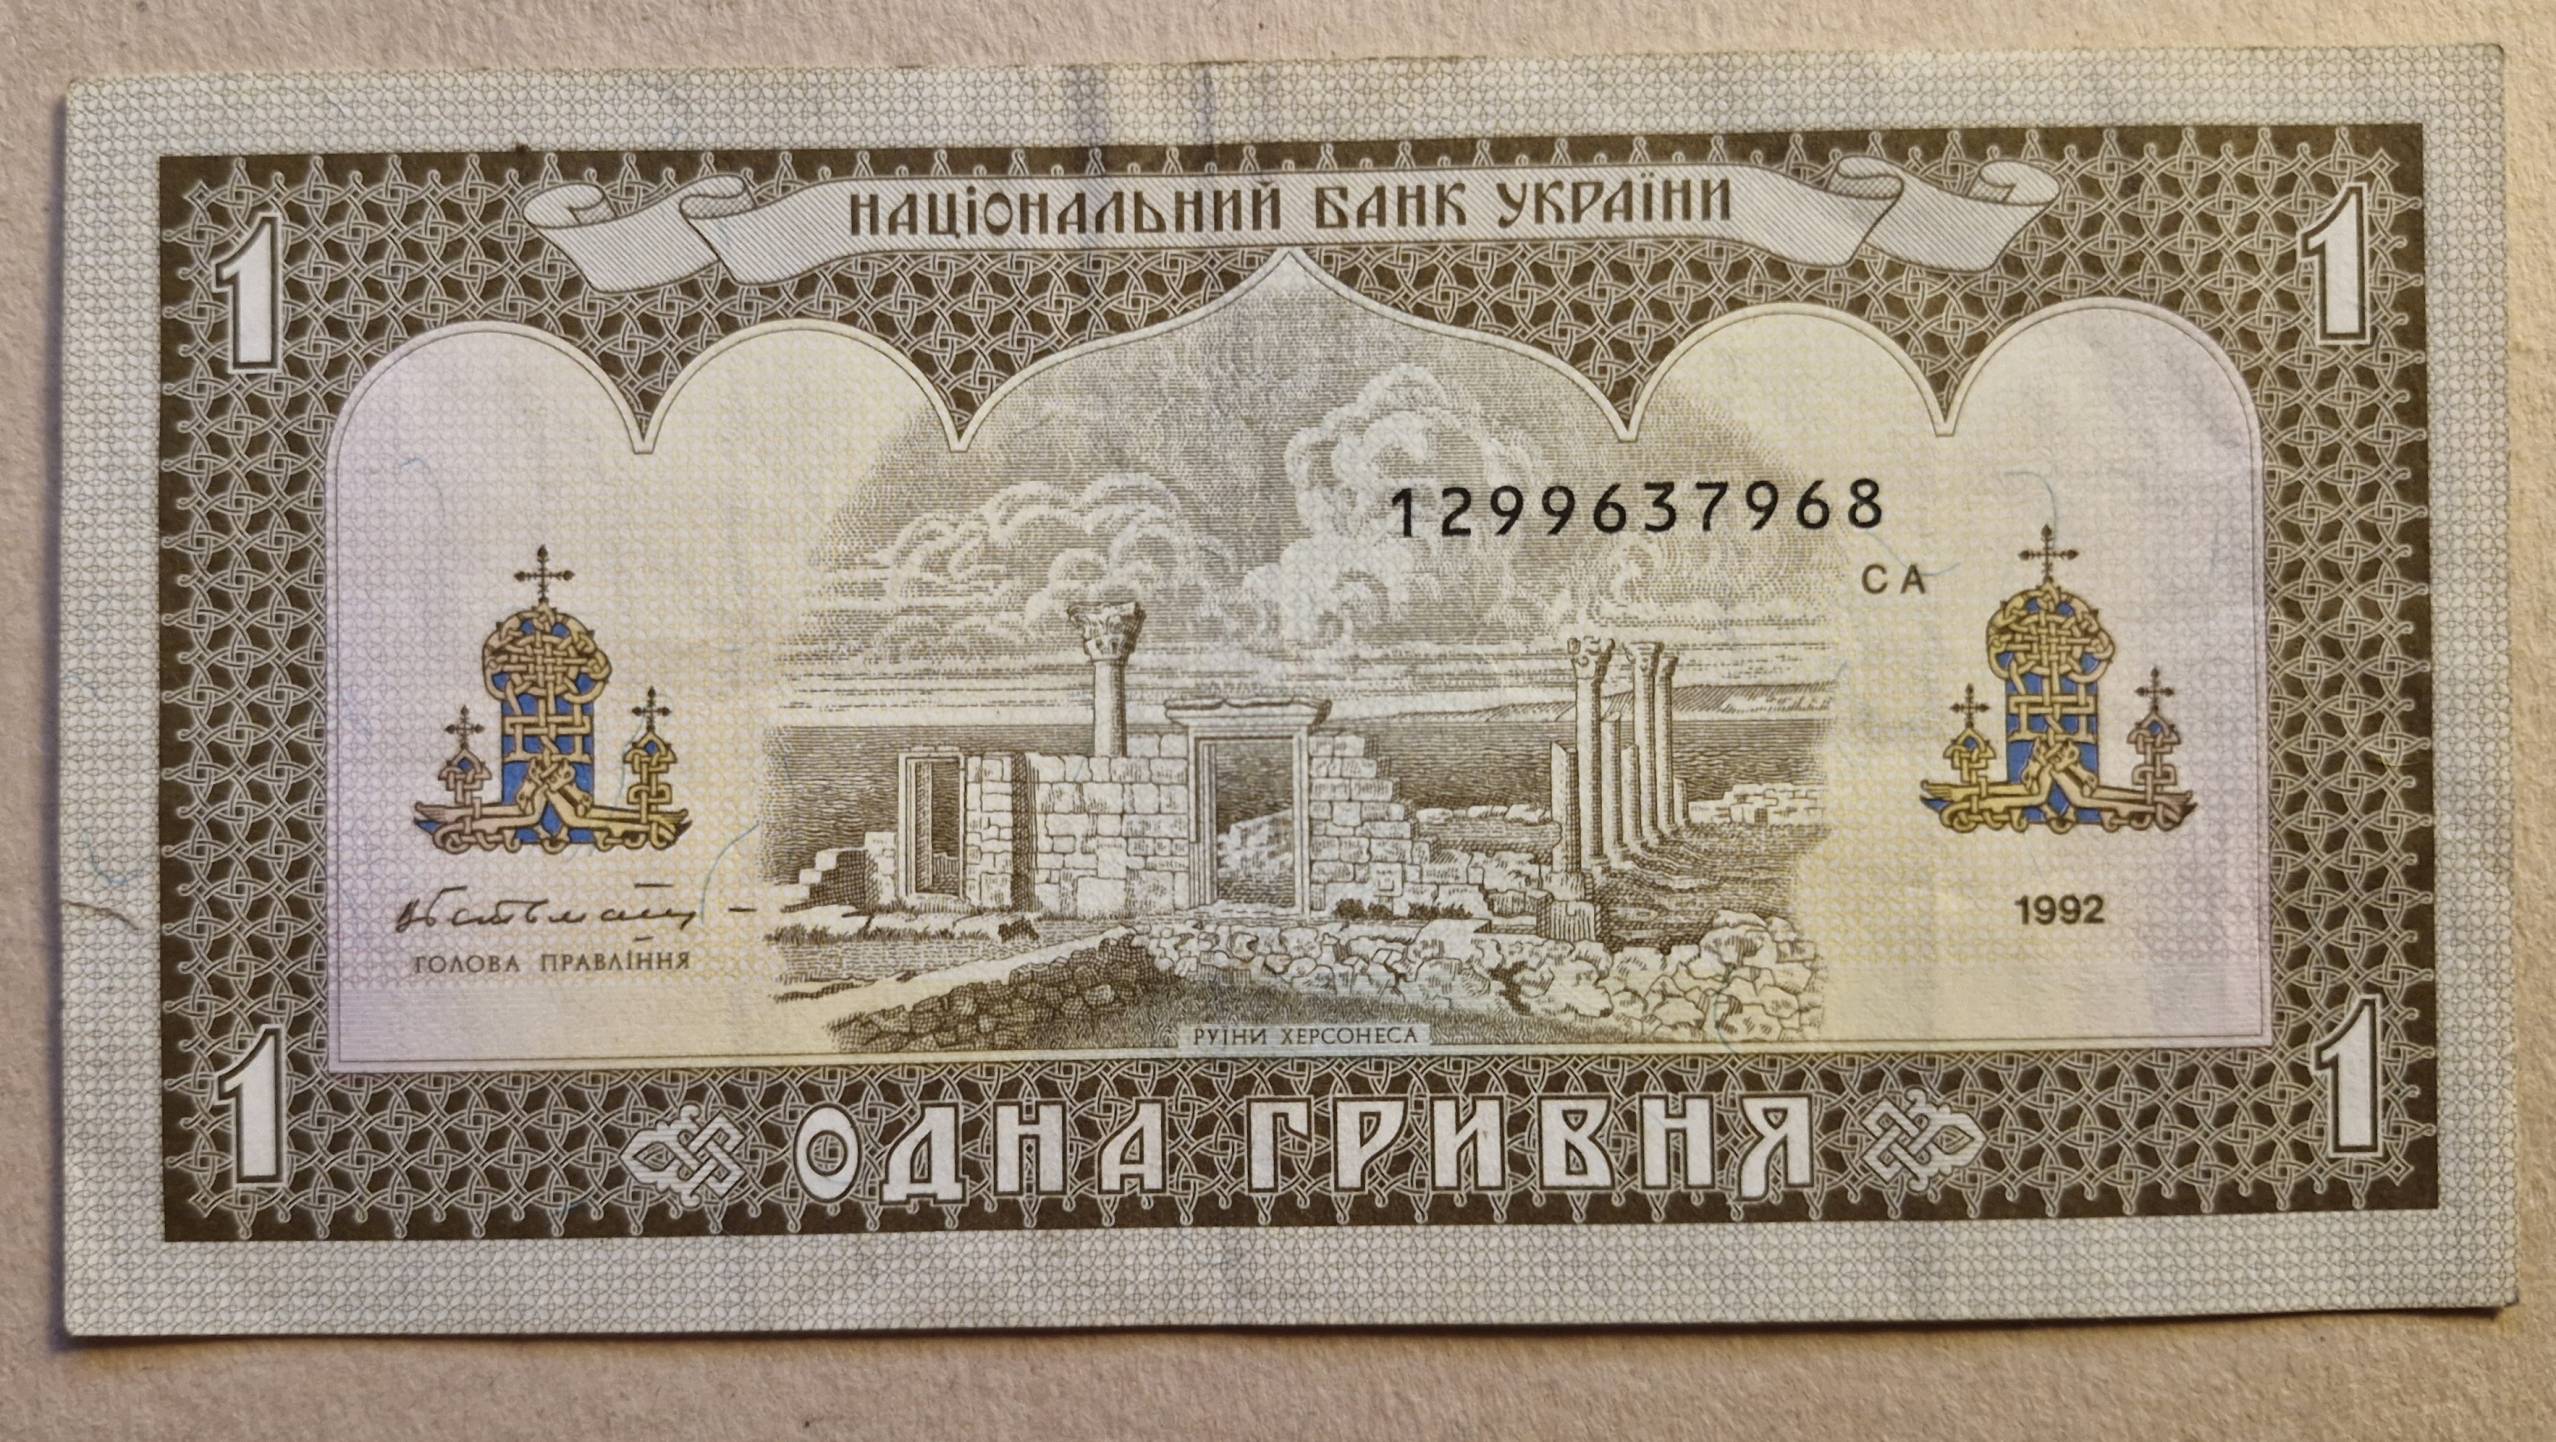 НАЦІОНАЛЬНИЙ БАНК УКРАЇНИ
1
1
1299637968
СА
1992
ГОЛОВА ПРАВЛІННЯ
РУЇНИ ХЕРСОНЕСА
1
ОДНА ГРИВНЯ
1